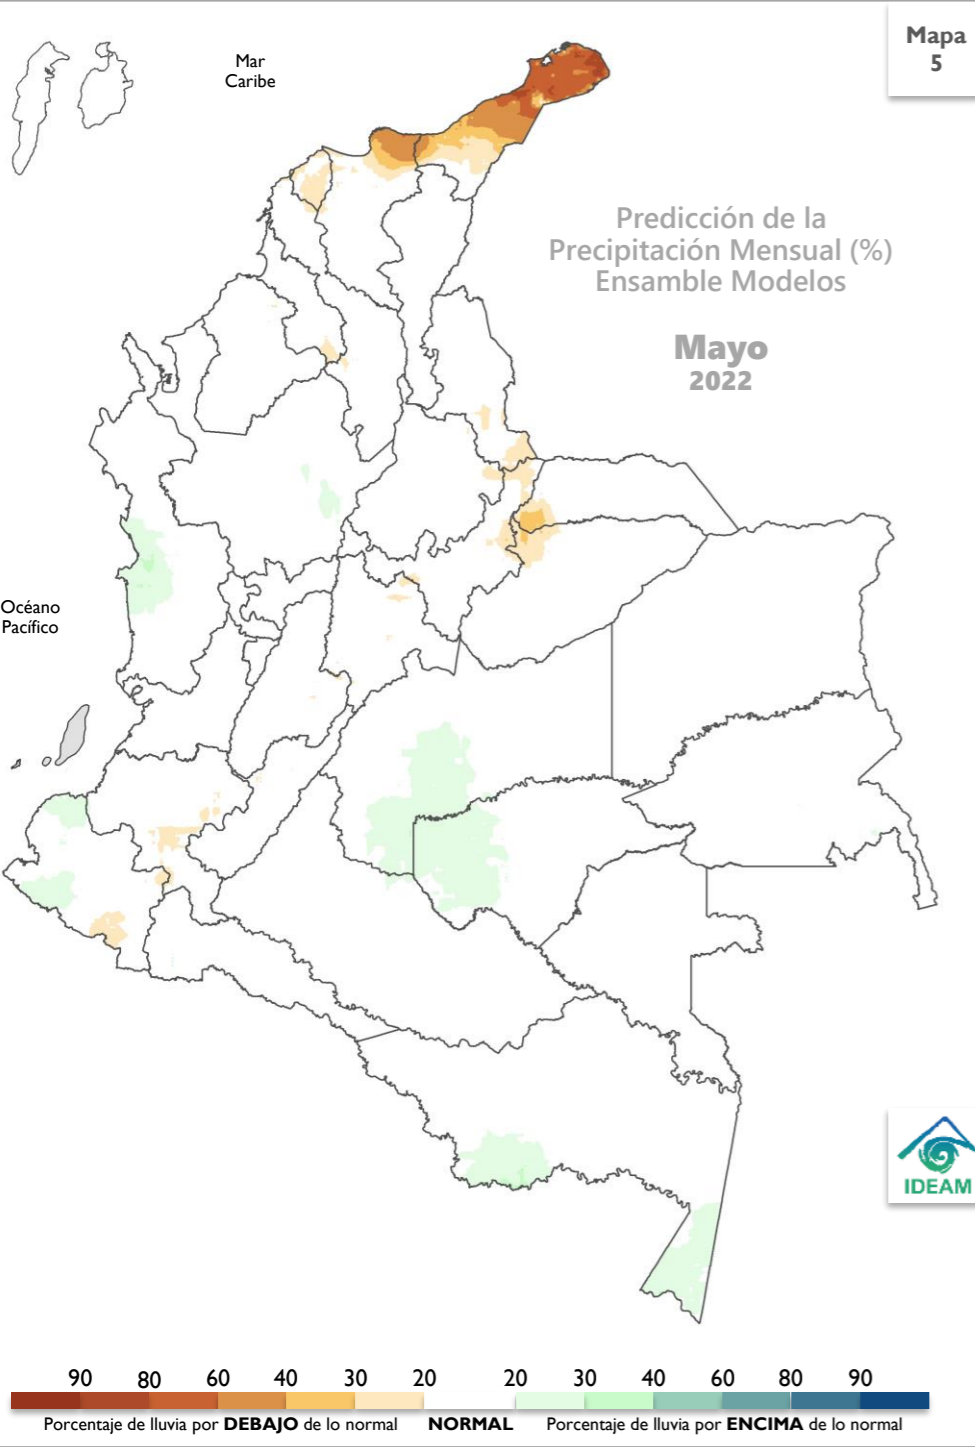 Mapa
5
Mar
Caribe
Predicción de la
Precipitación Mensual (%)
Ensamble Modelos
Mayo
2022
Océano
Pacífico
IDEAM
90 80 60 40 30 20 20 30 40 60 80 90
Porcentaje de lluvia por DEBAJO de lo normal NORMAL Porcentaje de lluvia por ENCIMA de lo normal